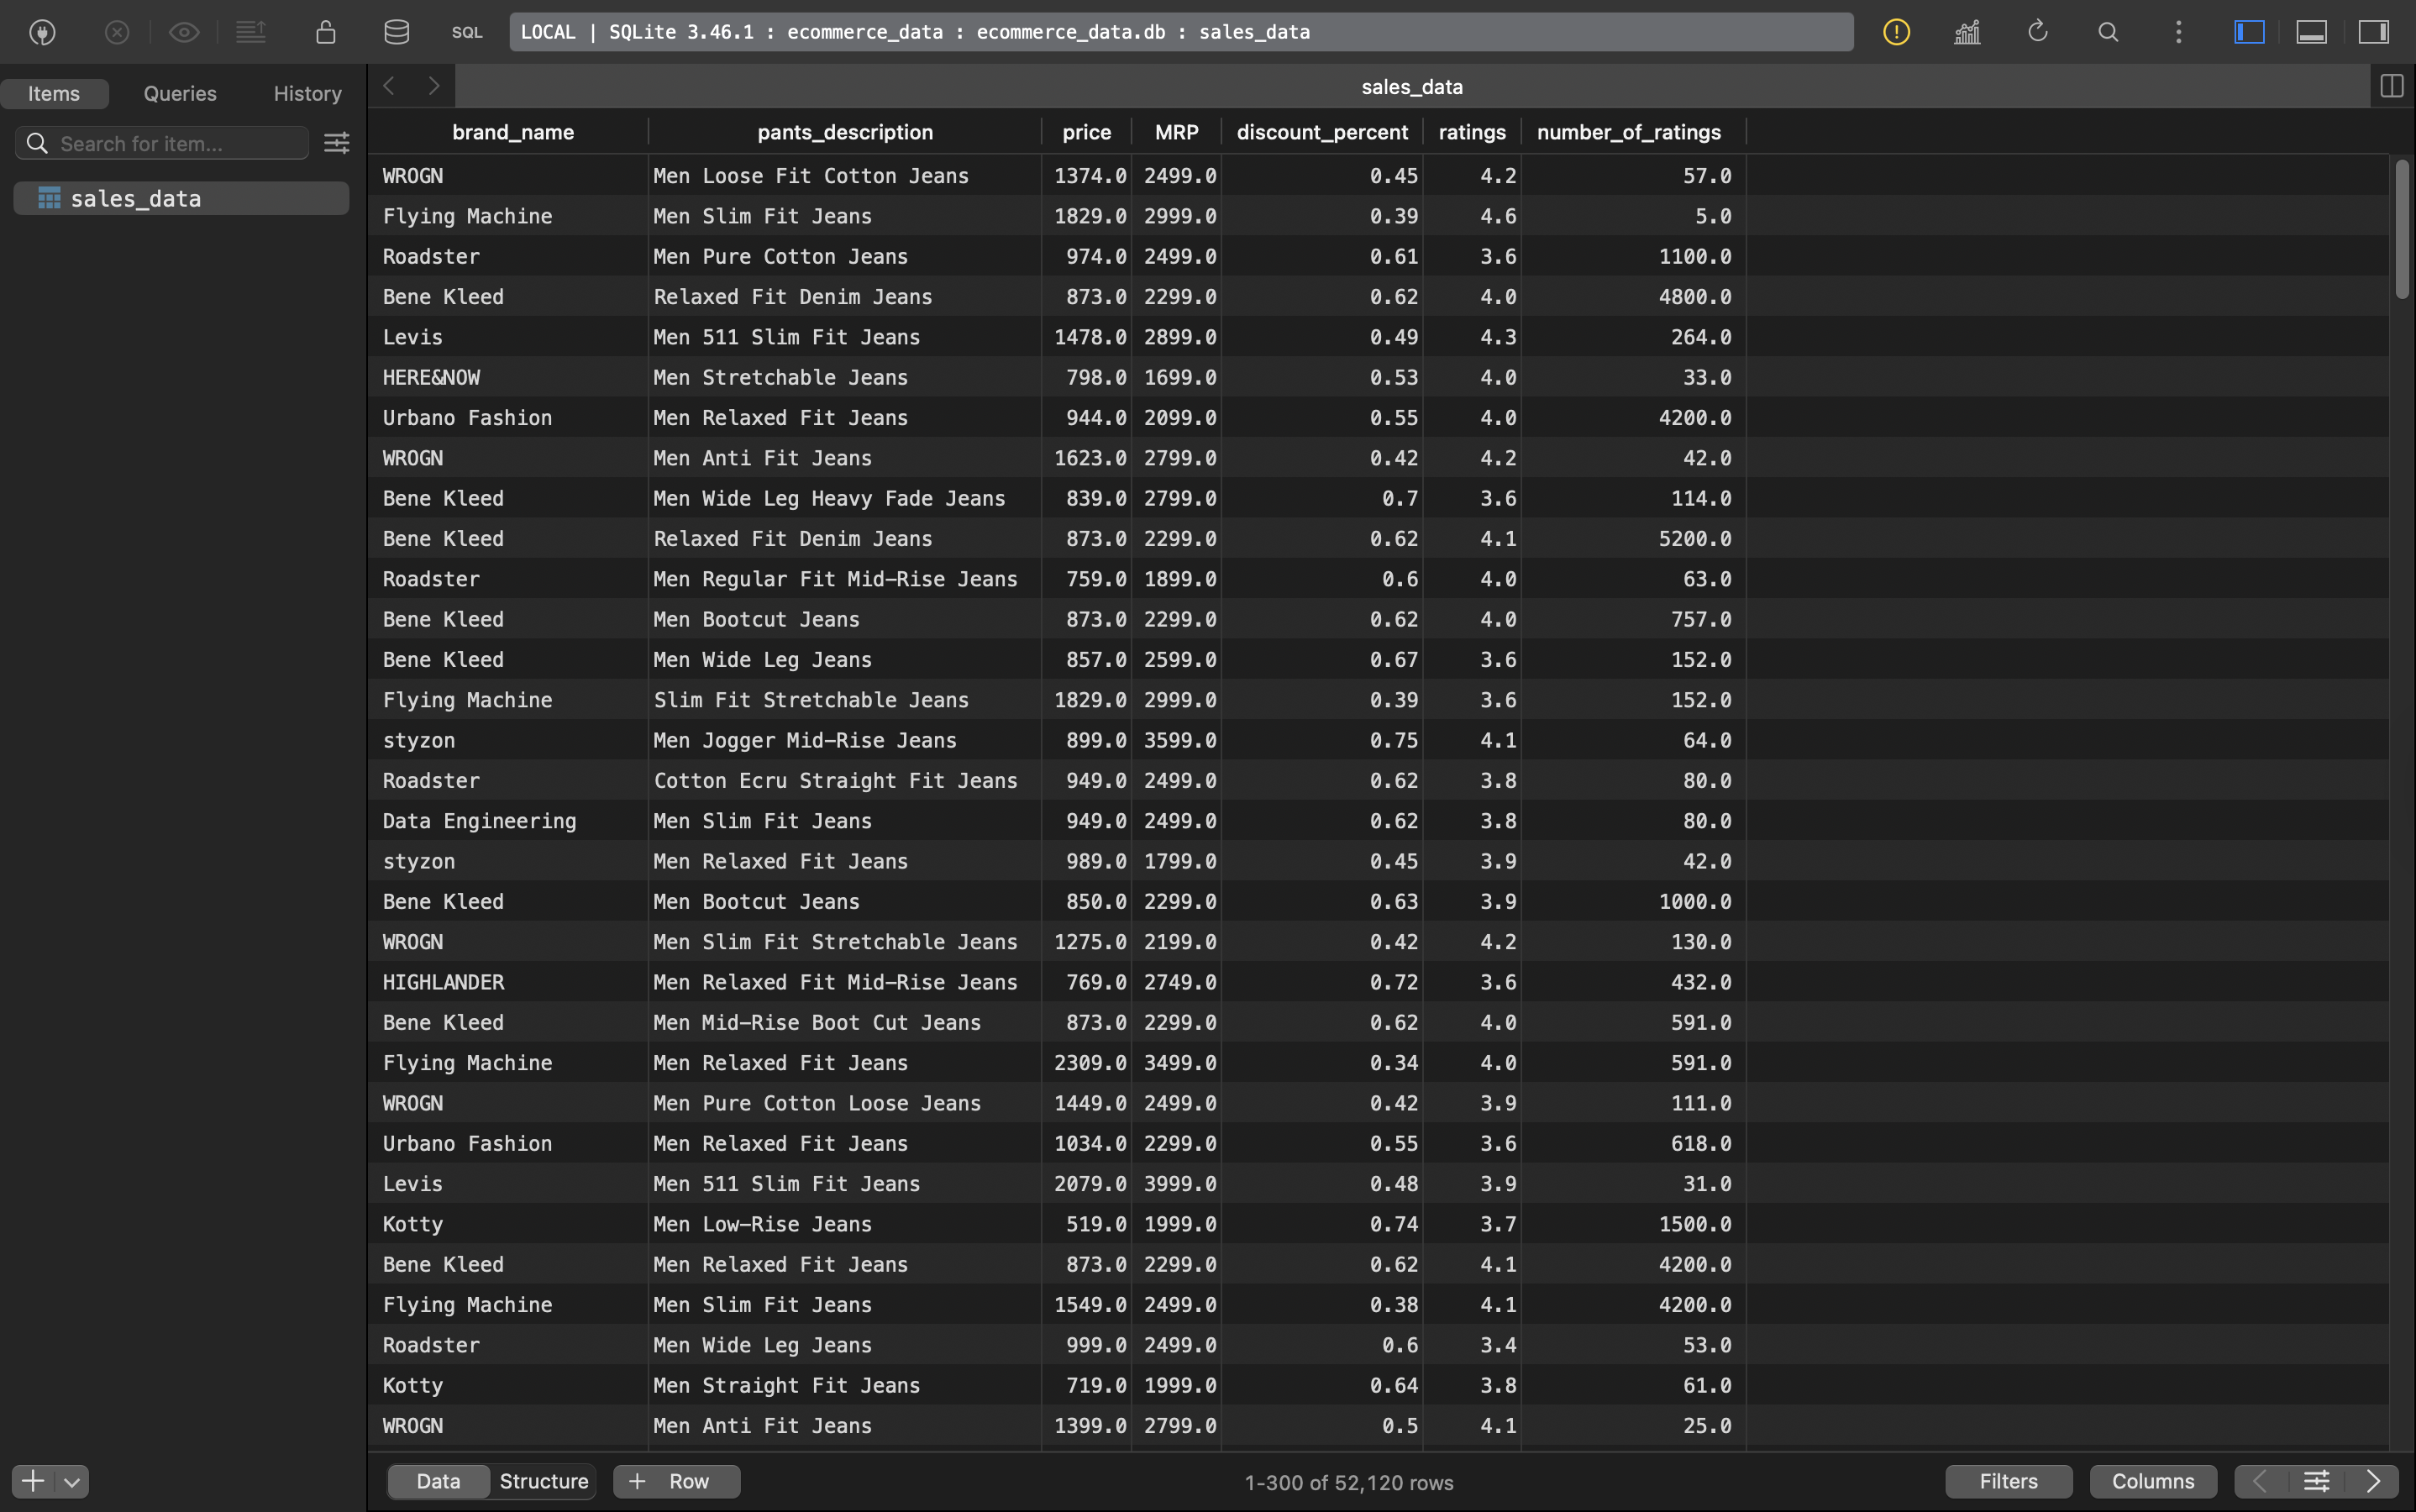 SQL LOCAL | SQLite 3.46.1 : ecommerce_data : ecommerce_data.db : sales_data
Items Queries History
Search for item...
sales_data
sales_data
brand_name pants_description price MRP discount_percent ratings number_of_ratings
WROGN Men Loose Fit Cotton Jeans 1374.0 2499.0 0.45 4.2 57.0
Flying Machine Men Slim Fit Jeans 1829.0 2999.0 0.39 4.6 5.0
Roadster Men Pure Cotton Jeans 974.0 2499.0 0.61 3.6 1100.0
Bene Kleed Relaxed Fit Denim Jeans 873.0 2299.0 0.62 4.0 4800.0
Levis Men 511 Slim Fit Jeans 1478.0 2899.0 0.49 4.3 264.0
HERE&NOW Men Stretchable Jeans 798.0 1699.0 0.53 4.0 33.0
Urbano Fashion Men Relaxed Fit Jeans 944.0 2099.0 0.55 4.0 4200.0
WROGN Men Anti Fit Jeans 1623.0 2799.0 0.42 4.2 42.0
Bene Kleed Men Wide Leg Heavy Fade Jeans 839.0 2799.0 0.7 3.6 114.0
Bene Kleed Relaxed Fit Denim Jeans 873.0 2299.0 0.62 4.1 5200.0
Roadster Men Regular Fit Mid-Rise Jeans 759.0 1899.0 0.6 4.0 63.0
Bene Kleed Men Bootcut Jeans 873.0 2299.0 0.62 4.0 757.0
Bene Kleed Men Wide Leg Jeans 857.0 2599.0 0.67 3.6 152.0
Flying Machine Slim Fit Stretchable Jeans 1829.0 2999.0 0.39 3.6 152.0
styzon Men Jogger Mid-Rise Jeans 899.0 3599.0 0.75 4.1 64.0
Roadster Cotton Ecru Straight Fit Jeans 949.0 2499.0 0.62 3.8 80.0
Data Engineering Men Slim Fit Jeans 949.0 2499.0 0.62 3.8 80.0
styzon Men Relaxed Fit Jeans 989.0 1799.0 0.45 3.9 42.0
Bene Kleed Men Bootcut Jeans 850.0 2299.0 0.63 3.9 1000.0
WROGN Men Slim Fit Stretchable Jeans 1275.0 2199.0 0.42 4.2 130.0
HIGHLANDER Men Relaxed Fit Mid-Rise Jeans 769.0 2749.0 0.72 3.6 432.0
Bene Kleed Men Mid-Rise Boot Cut Jeans 873.0 2299.0 0.62 4.0 591.0
Flying Machine Men Relaxed Fit Jeans 2309.0 3499.0 0.34 4.0 591.0
WROGN Men Pure Cotton Loose Jeans 1449.0 2499.0 0.42 3.9 111.0
Urbano Fashion Men Relaxed Fit Jeans 1034.0 2299.0 0.55 3.6 618.0
Levis Men 511 Slim Fit Jeans 2079.0 3999.0 0.48 3.9 31.0
Kotty Men Low-Rise Jeans 519.0 1999.0 0.74 3.7 1500.0
Bene Kleed Men Relaxed Fit Jeans 873.0 2299.0 0.62 4.1 4200.0
Flying Machine Men Slim Fit Jeans 1549.0 2499.0 0.38 4.1 4200.0
Roadster Men Wide Leg Jeans 999.0 2499.0 0.6 3.4 53.0
Kotty Men Straight Fit Jeans 719.0 1999.0 0.64 3.8 61.0
WROGN Men Anti Fit Jeans 1399.0 2799.0 0.5 4.1 25.0
Data Structure + Row 1-300 of 52,120 rows Filters Columns